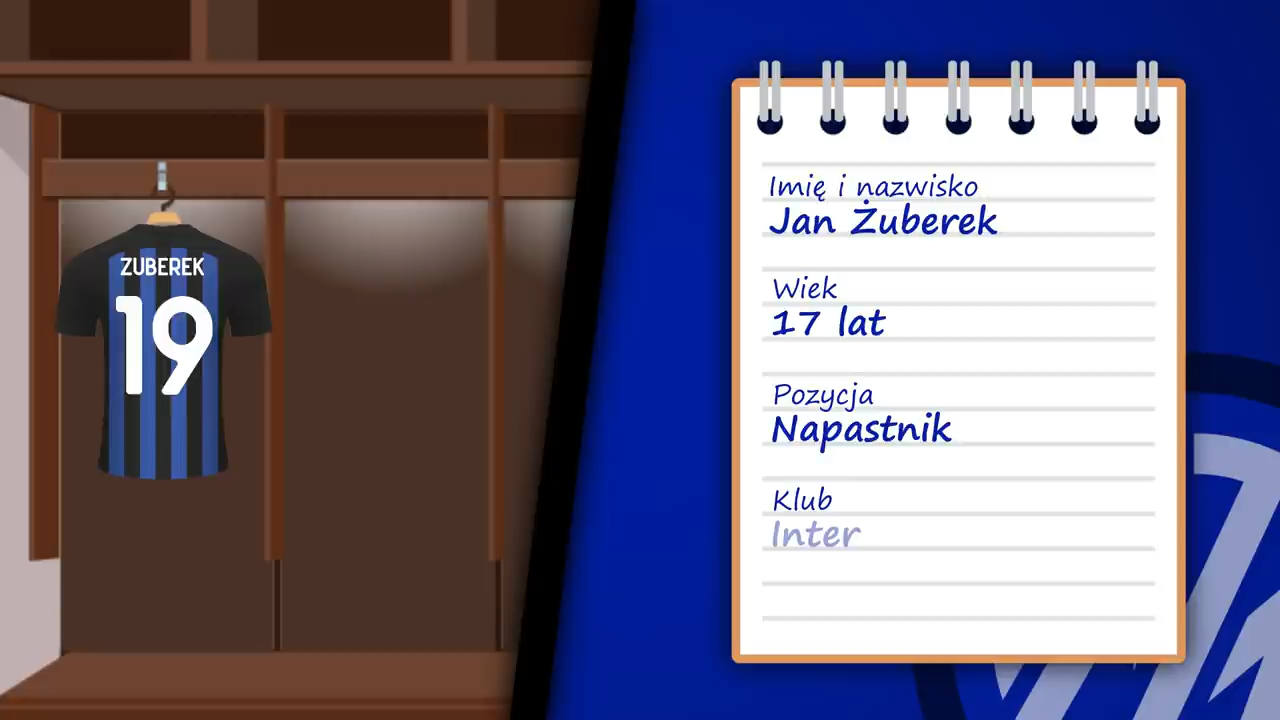 ZUBEREK
19
Imię i nazwisko
Jan Żuberek
Wiek
17 lat
Pozycja
Napastnik
Klub
Inter